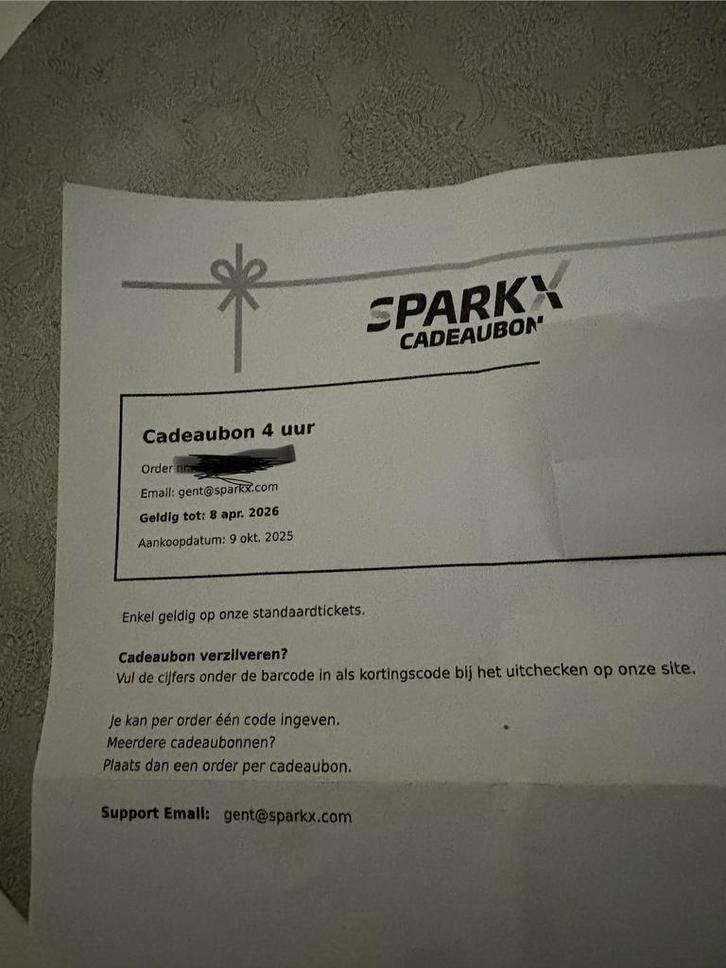 SPARKX
CADEAUBON
Cadeaubon 4 uur
Order
Email: gent@sparkx.com
Geldig tot: 8 apr. 2026
Aankoopdatum: 9 okt. 2025
Enkel geldig op onze standaardtickets.
Cadeaubon verzilveren?
Vul de cijfers onder de barcode in als kortingscode bij het uitchecken op onze site.
Je kan per order één code ingeven.
Meerdere cadeaubonnen?
Plaats dan een order per cadeaubon.
Support Email: gent@sparkx.com